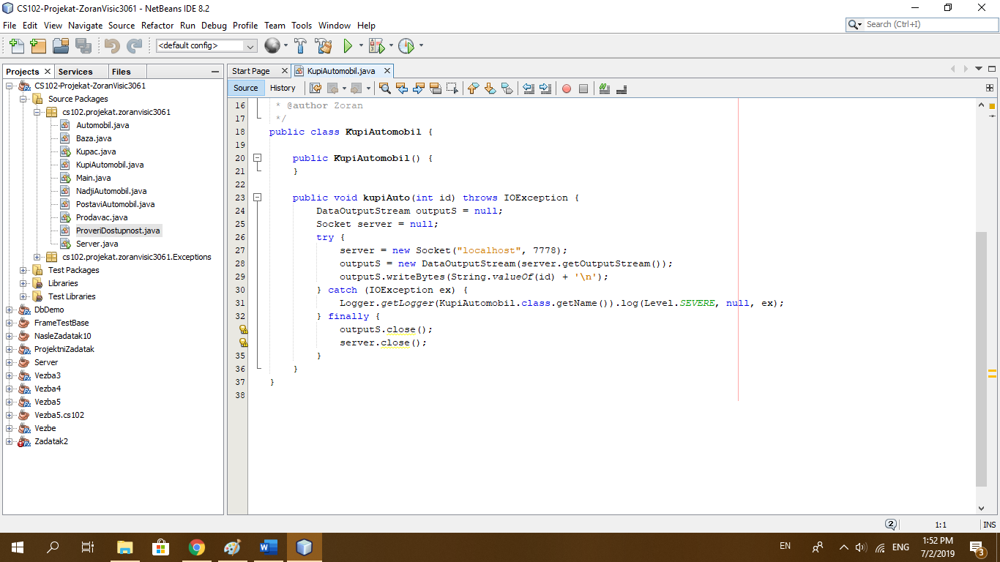 CS102-Projekat-ZoranVisic3061 - NetBeans IDE 8.2
File Edit View Navigate Source Refactor Run Debug Profile Team Tools Window Help
Search (Ctrl+I)
<default config>
Projects Services Files
Start Page KupiAutomobil.java
Source History
CS102-Projekat-ZoranVisic3061
Source Packages
cs102.projekat.zoranvisic3061
Automobil.java
Baza.java
Kupac.java
KupiAutomobil.java
Main.java
NadjiAutomobil.java
PostaviAutomobil.java
Prodavac.java
ProveriDostupnost.java
Server.java
cs102.projekat.zoranvisic3061.Exceptions
Test Packages
Libraries
Test Libraries
DbDemo
FrameTestBase
NasleZadatak10
ProjektniZadatak
Server
Vezba3
Vezba4
Vezba5
Vezba5.cs102
Vezbe
Zadatak2
16 * @author Zoran
17 */
18 public class KupiAutomobil {
19
20 public KupiAutomobil() {
21 }
22
23 public void kupiAuto(int id) throws IOException {
24 DataOutputStream outputS = null;
25 Socket server = null;
26 try {
27 server = new Socket("localhost", 7778);
28 outputS = new DataOutputStream(server.getOutputStream());
29 outputS.writeBytes(String.valueOf(id) + '\n');
30 } catch (IOException ex) {
31 Logger.getLogger(KupiAutomobil.class.getName()).log(Level.SEVERE, null, ex);
32 } finally {
outputS.close();
server.close();
35 }
36 }
37 }
38
2 1:1 INS
EN ENG 1:52 PM
7/2/2019 3